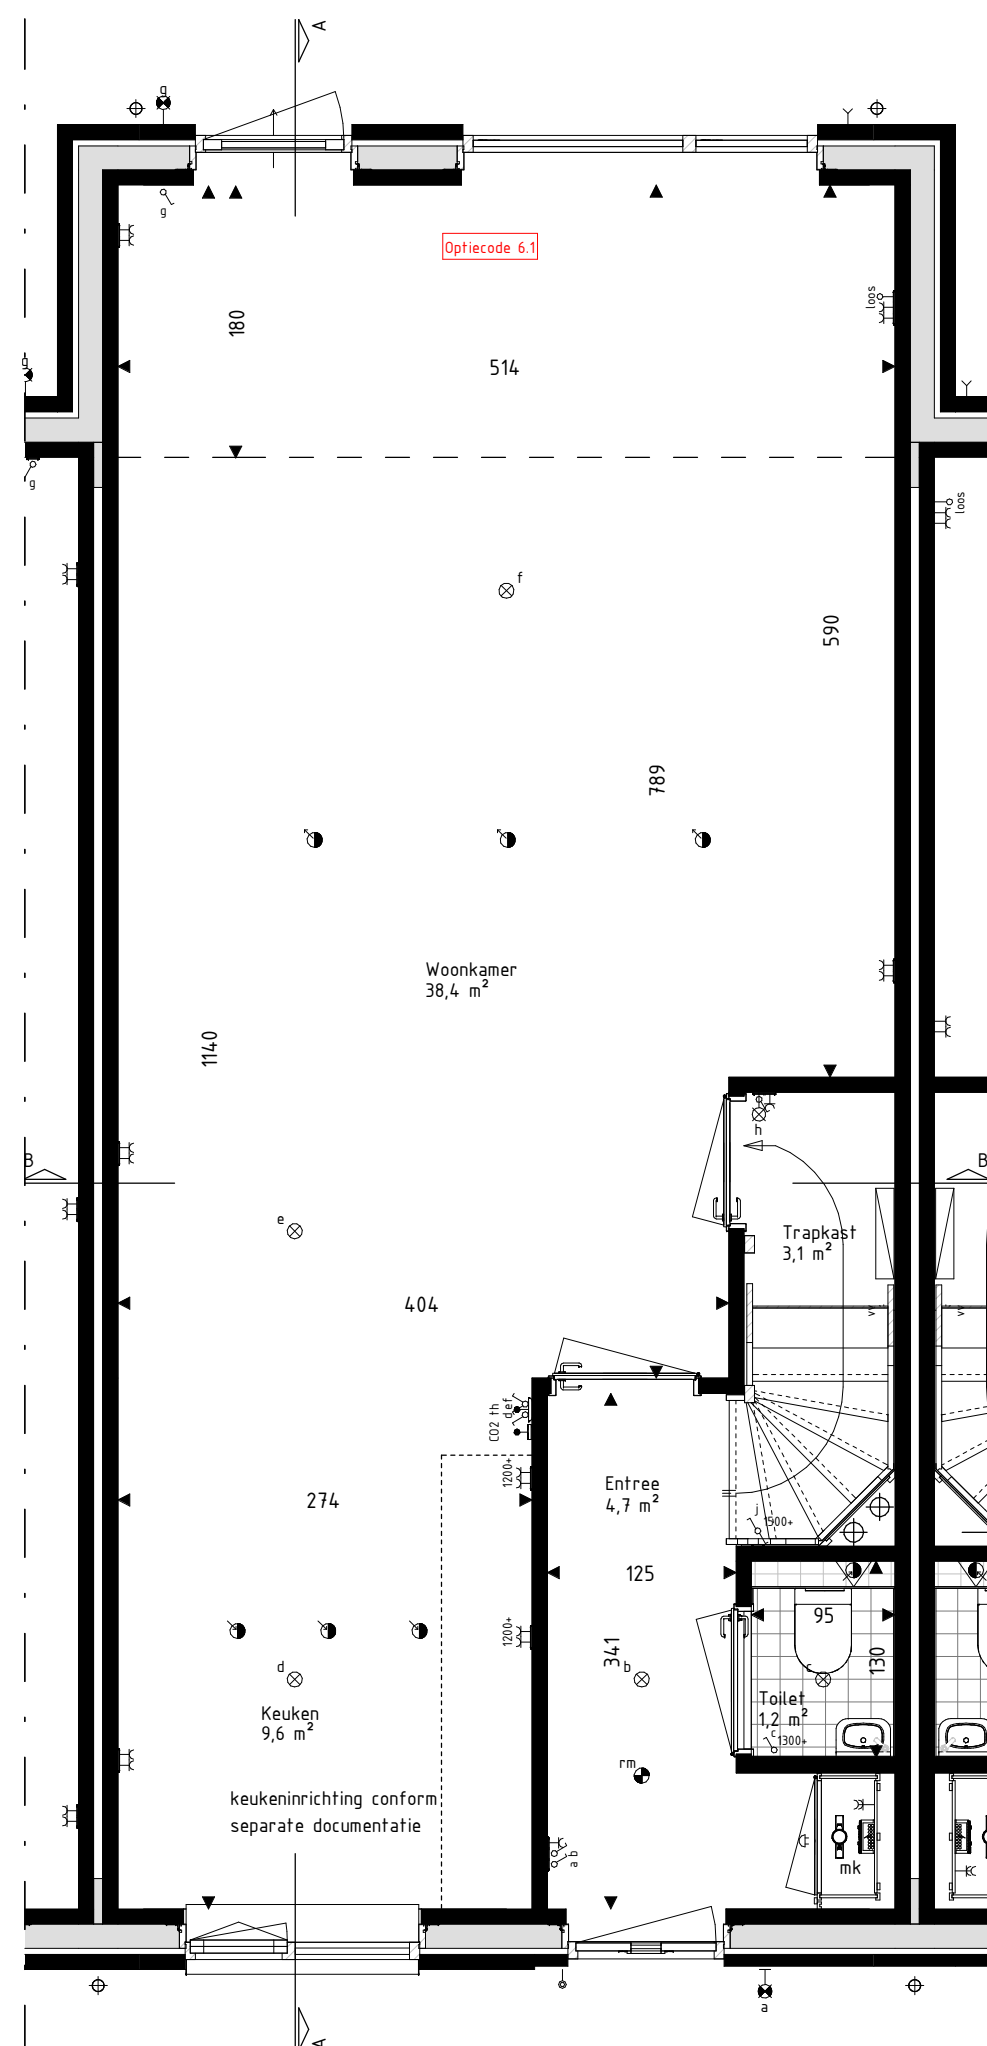 A
g
g
Optiecode 6.1
loos
180
514
g
g
loos
f
590
789
Woonkamer
38,4 m²
1140
h
B
B
e
Trapkast
3,1 m²
404
vv
vv
CO2 th
d e f
1200+
274
Entree
4,7 m²
j
1500+
125
95
1200+
341
130
d
b
c
Keuken
9,6 m²
Toilet
1,2 m²
c
1300+
rm
keukeninrichting conform
separate documentatie
a b
mk
a
A